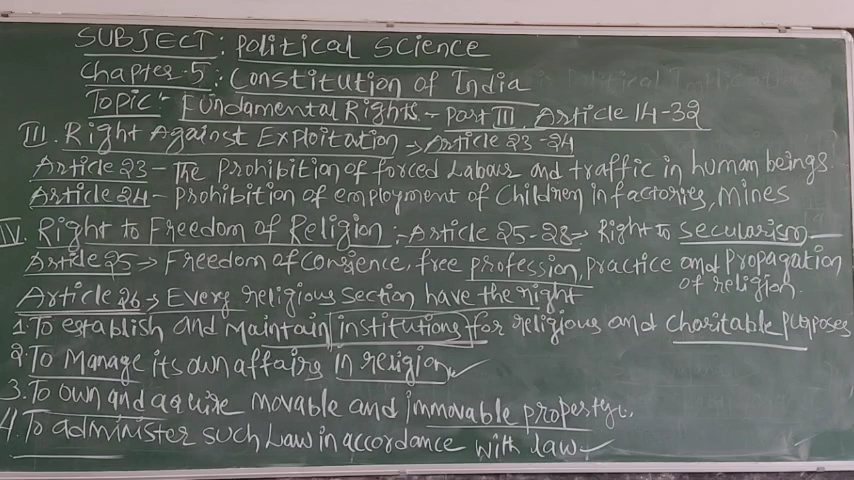 SUBJECT: Political Science
Chapter-5: Constitution of India
Topic:- Fundamental Rights:- Part III, Article 14-32
III. Right Against Exploitation → Article 23-24
Article 23 - The Prohibition of forced Labour and traffic in human beings.
Article 24 - Prohibition of employment of Children in factories, mines
IV. Right to Freedom of Religion:- Article 25-28 → Right to Secularism
Article 25 → Freedom of Consience, free profession, practice and propagation
of religion.
Article 26 → Every religious Section have the right
1. To establish and Maintain institutions for religious and charitable purposes
2. To Manage its own affairs in religion
3. To own and aquire movable and immovable property.
4. To administer such Law in accordance with law